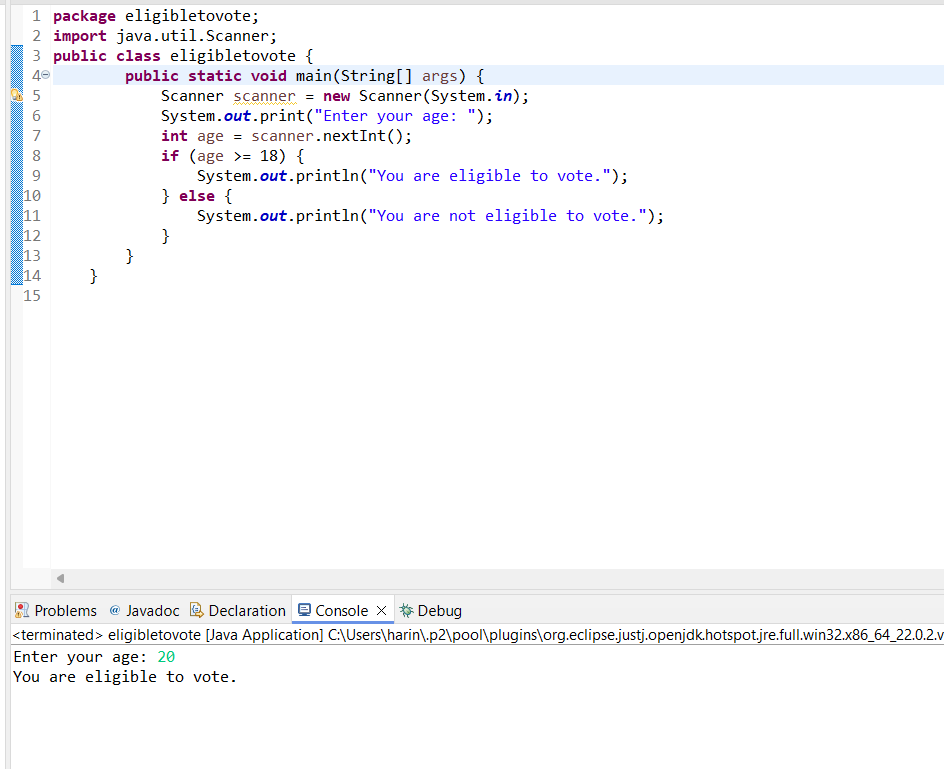 1 package eligibletovote;
2 import java.util.Scanner;
3 public class eligibletovote {
4 public static void main(String[] args) {
5 Scanner scanner = new Scanner(System.in);
6 System.out.print("Enter your age: ");
7 int age = scanner.nextInt();
8 if (age >= 18) {
9 System.out.println("You are eligible to vote.");
10 } else {
11 System.out.println("You are not eligible to vote.");
12 }
13 }
14 }
15
Problems @ Javadoc Declaration Console Debug
<terminated> eligibletovote [Java Application] C:\Users\harin\.p2\pool\plugins\org.eclipse.justj.openjdk.hotspot.jre.full.win32.x86_64_22.0.2.v
Enter your age: 20
You are eligible to vote.